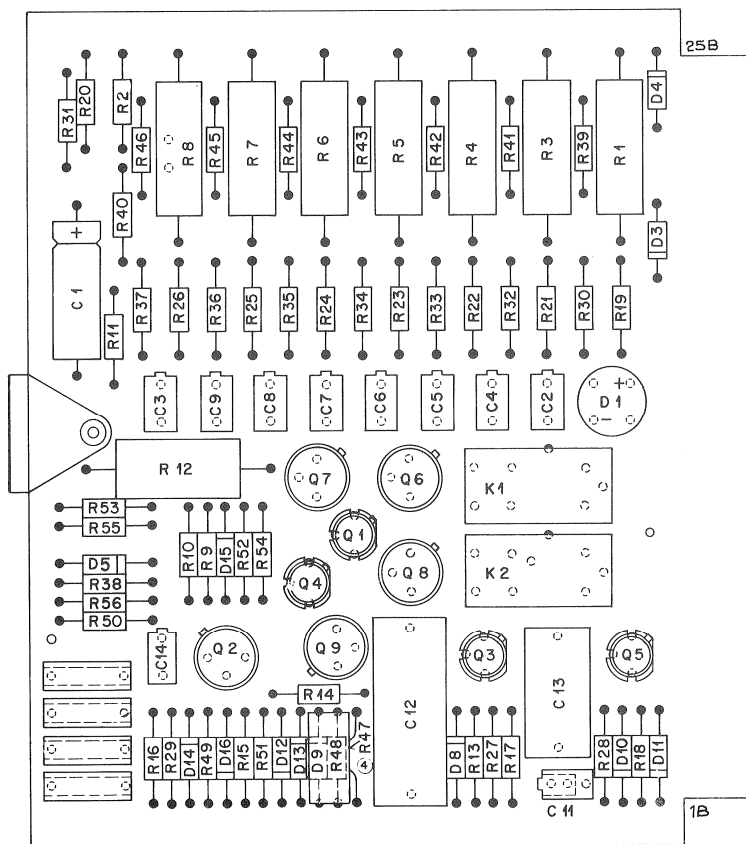 25B
R31
R20
R2
R46
R8
R45
R7
R44
R6
R43
R5
R42
R4
R41
R3
R39
R1
D4
R40
D3
+
C1
R11
R37
R26
R36
R25
R35
R24
R34
R23
R33
R22
R32
R21
R30
R19
C3
C9
C8
C7
C6
C5
C4
C2
+
D1
-
R 12
Q7
Q6
K1
R53
R55
Q1
R10
R9
D15
R52
R54
D5
R38
R56
R50
Q4
Q8
K2
C14
Q2
Q9
Q3
Q5
C12
C13
R14
R16
R29
D14
R49
D16
R15
R51
D12
D13
D9
R48
R47
4
D8
R13
R27
R17
R28
D10
R18
D11
C 11
1B